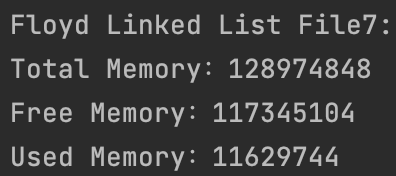 Floyd Linked List File7:
Total Memory: 128974848
Free Memory: 117345104
Used Memory: 11629744